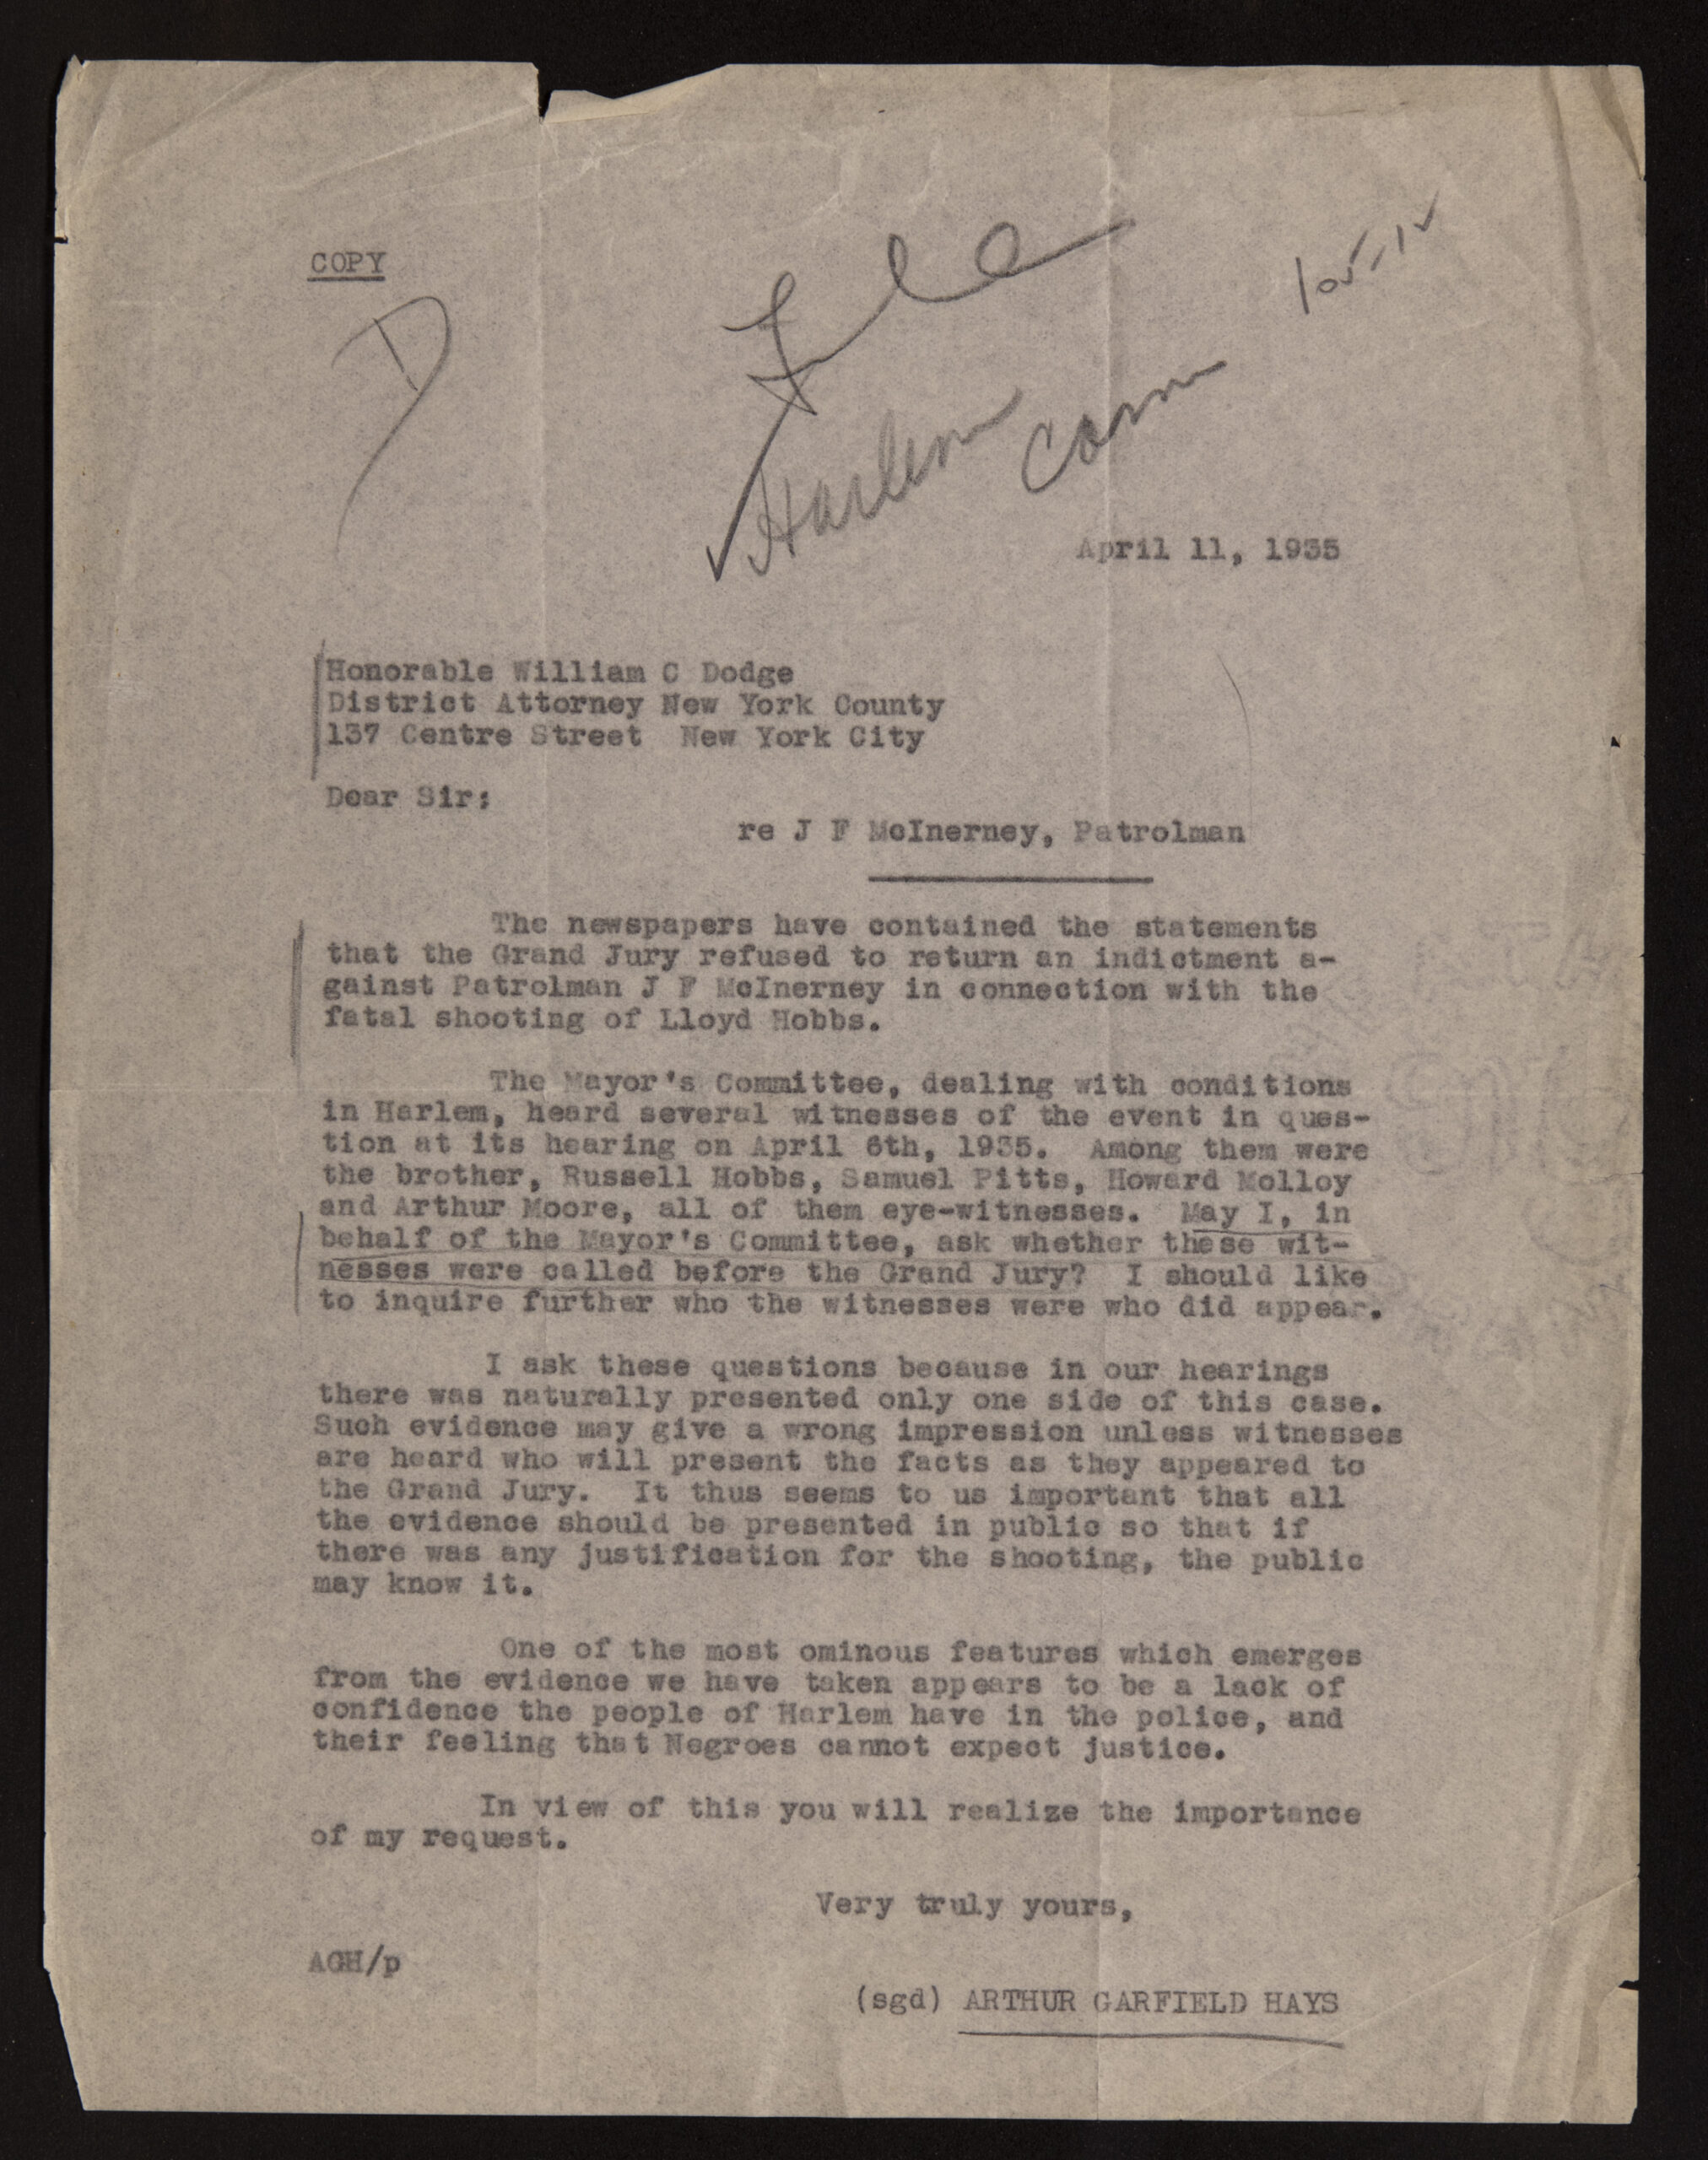 COPY
D
File
Harlem Comm
April 11, 1935
Honorable William C Dodge
District Attorney New York County
137 Centre Street New York City
Dear Sir:
re J F McInerney, Patrolman
The newspapers have contained the statements
that the Grand Jury refused to return an indictment a-
gainst Patrolman J F McInerney in connection with the
fatal shooting of Lloyd Hobbs.
The Mayor's Committee, dealing with conditions
in Harlem, heard several witnesses of the event in ques-
tion at its hearing on April 6th, 1935. Among them were
the brother, Russell Hobbs, Samuel Pitts, Howard Molloy
and Arthur Moore, all of them eye-witnesses. May I, in
behalf of the Mayor's Committee, ask whether these wit-
nesses were called before the Grand Jury? I should like
to inquire further who the witnesses were who did appear.
I ask these questions because in our hearings
there was naturally presented only one side of this case.
Such evidence may give a wrong impression unless witnesses
are heard who will present the facts as they appeared to
the Grand Jury. It thus seems to us important that all
the evidence should be presented in public so that if
there was any justification for the shooting, the public
may know it.
One of the most ominous features which emerges
from the evidence we have taken appears to be a lack of
confidence the people of Harlem have in the police, and
their feeling that Negroes cannot expect justice.
In view of this you will realize the importance
of my request.
Very truly yours,
AGH/p
(sgd) ARTHUR GARFIELD HAYS